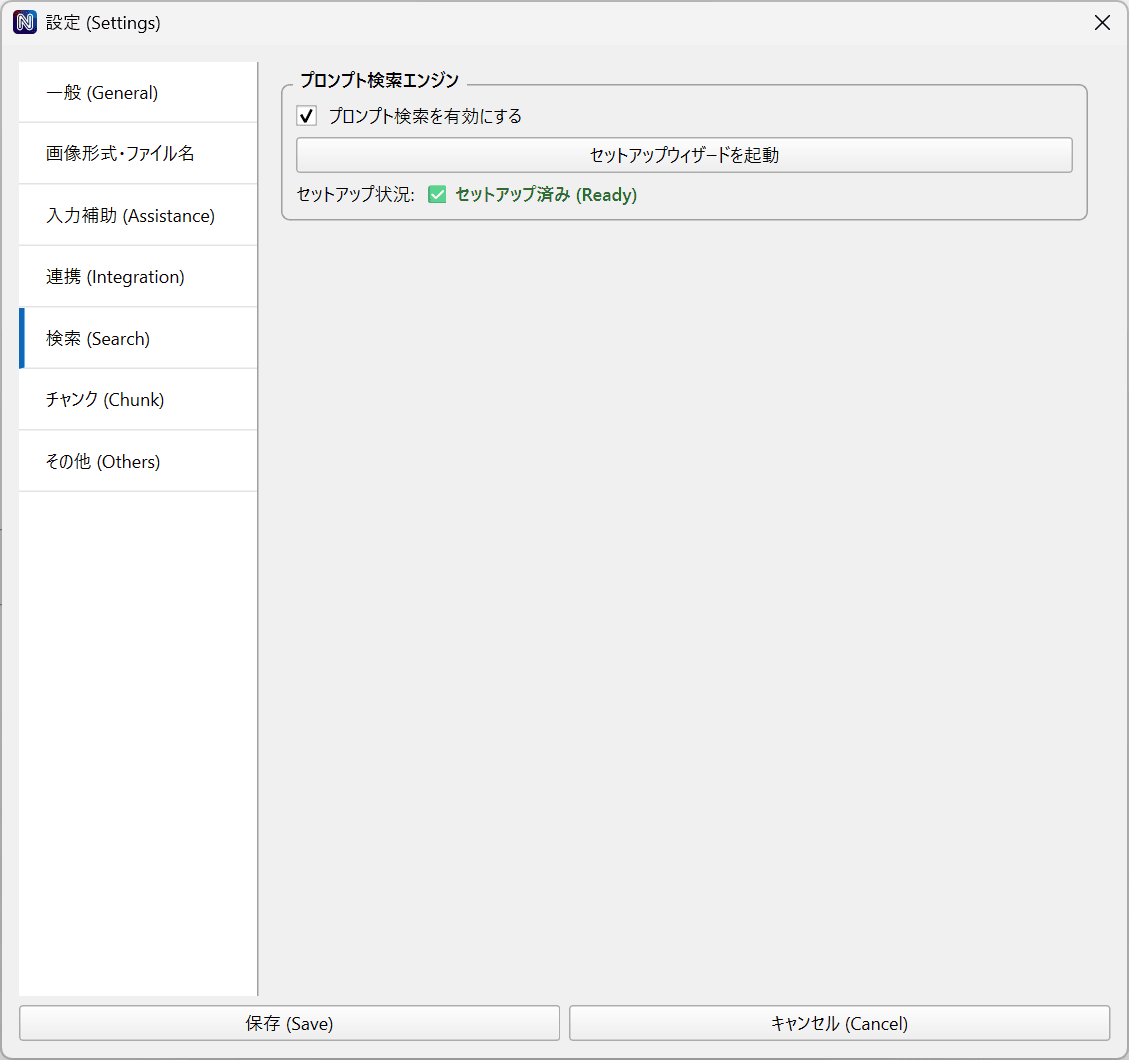 設定 (Settings)
一般 (General)
画像形式・ファイル名
入力補助 (Assistance)
連携 (Integration)
検索 (Search)
チャンク (Chunk)
その他 (Others)
プロンプト検索エンジン
プロンプト検索を有効にする
セットアップウィザードを起動
セットアップ状況: ✅ セットアップ済み (Ready)
保存 (Save)
キャンセル (Cancel)